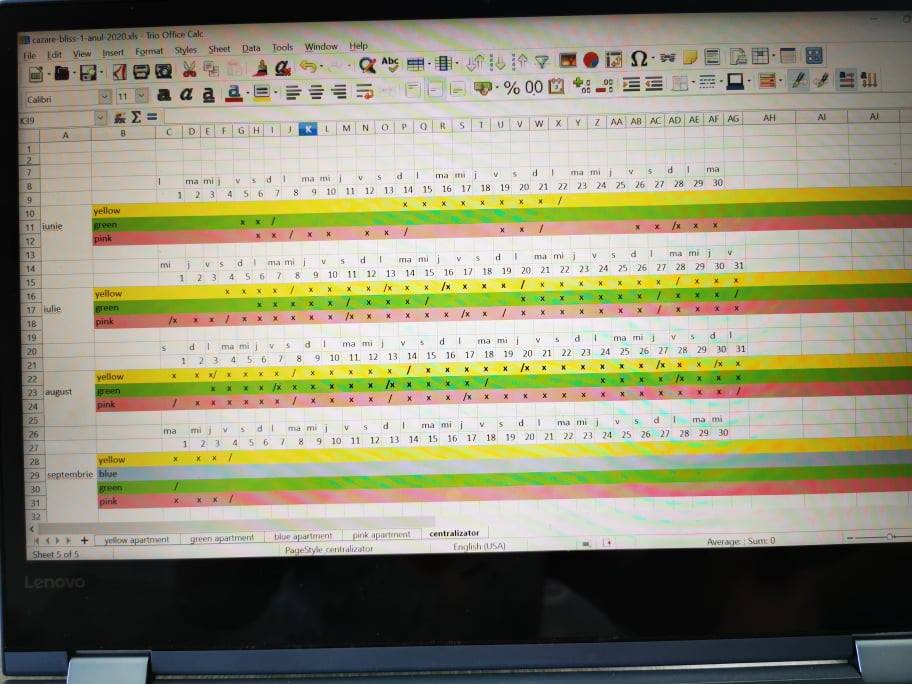 cazare-bliss-1-anul-2020.xls - Trio Office Calc
File Edit View Insert Format Styles Sheet Data Tools Window Help
Calibri 11
K39
A B C D E F G H I J K L M N O P Q R S T U V W X Y Z AA AB AC AD AE AF AG AH AI AJ
1
2
7 l ma mi j v s d l ma mi j v s d l ma mi j v s d l ma mi j v s d l ma
8 1 2 3 4 5 6 7 8 9 10 11 12 13 14 15 16 17 18 19 20 21 22 23 24 25 26 27 28 29 30
9
10 yellow x x x x x x x x /
11 iunie green x x /
12 pink x x / x x x x / x x / x x /x x x
13 mi j v s d l ma mi j v s d l ma mi j v s d l ma mi j v s d l ma mi j v
14 1 2 3 4 5 6 7 8 9 10 11 12 13 14 15 16 17 18 19 20 21 22 23 24 25 26 27 28 29 30 31
15
16 yellow x x x x / x x x /x x x /x x x x / x x x x x x x / x x x
17 iulie green x x x x x / x /x x x / x x x x x x / x x /
18 pink /x x x / x x x x x x /x x x x x /x x / x x x x x x x / x x x x
19 s d l ma mi j v s d l ma mi j v s d l ma mi j v s d l ma mi j v s d l
20 1 2 3 4 5 6 7 8 9 10 11 12 13 14 15 16 17 18 19 20 21 22 23 24 25 26 27 28 29 30 31
21
22 yellow x x x/ x x x x / x x x x x x / x x x x /x x x x x x x /x x x /x x
23 august green x x x x /x x x x x x /x x x x x / x x x x /x x x x
24 pink / x x x x x x / x x x x x / x x x /x x x x x x x x x x x x x x /
25 ma mi j v s d l ma mi j v s d l ma mi j v s d l ma mi j v s d l ma mi
26 1 2 3 4 5 6 7 8 9 10 11 12 13 14 15 16 17 18 19 20 21 22 23 24 25 26 27 28 29 30
27
28 yellow x x x /
29 septembrie blue
30 green /
31 pink x x x /
32
yellow apartment green apartment blue apartment pink apartment centralizator
Sheet 5 of 5 PageStyle centralizator English (USA) Average: ; Sum: 0
Lenovo